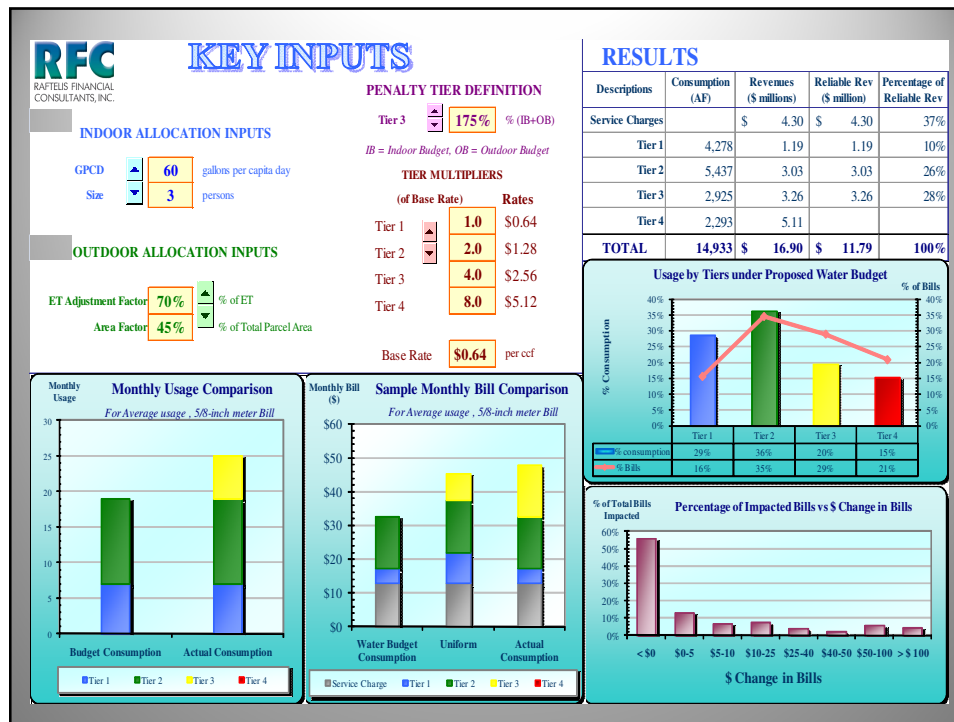 RFC
RAFTELIS FINANCIAL
CONSULTANTS, INC.
KEY INPUTS
INDOOR ALLOCATION INPUTS
GPCD 60 gallons per capita day
Size 3 persons
OUTDOOR ALLOCATION INPUTS
ET Adjustment Factor 70% % of ET
Area Factor 45% % of Total Parcel Area
PENALTY TIER DEFINITION
Tier 3 175% % (IB+OB)
IB = Indoor Budget, OB = Outdoor Budget
TIER MULTIPLIERS
(of Base Rate) Rates
Tier 1 1.0 $0.64
Tier 2 2.0 $1.28
Tier 3 4.0 $2.56
Tier 4 8.0 $5.12
Base Rate $0.64 per ccf
RESULTS
Descriptions Consumption (AF) Revenues ($ millions) Reliable Rev ($ million) Percentage of Reliable Rev
Service Charges $ 4.30 $ 4.30 37%
Tier 1 4,278 1.19 1.19 10%
Tier 2 5,437 3.03 3.03 26%
Tier 3 2,925 3.26 3.26 28%
Tier 4 2,293 5.11
TOTAL 14,933 $ 16.90 $ 11.79 100%
Usage by Tiers under Proposed Water Budget
% of Bills
% Consumption
40% 40%
35% 35%
30% 30%
25% 25%
20% 20%
15% 15%
10% 10%
5% 5%
0% 0%
Tier 1 Tier 2 Tier 3 Tier 4
% consumption 29% 36% 20% 15%
% Bills 16% 35% 29% 21%
Monthly Usage
Monthly Usage Comparison
For Average usage , 5/8-inch meter Bill
30
25
20
15
10
5
0
Budget Consumption Actual Consumption
Tier 1 Tier 2 Tier 3 Tier 4
Monthly Bill ($)
Sample Monthly Bill Comparison
For Average usage , 5/8-inch meter Bill
$60
$50
$40
$30
$20
$10
$0
Water Budget Consumption Uniform Actual Consumption
Service Charge Tier 1 Tier 2 Tier 3 Tier 4
% of Total Bills Impacted
Percentage of Impacted Bills vs $ Change in Bills
60%
50%
40%
30%
20%
10%
0%
< $0 $0-5 $5-10 $10-25 $25-40 $40-50 $50-100 > $ 100
$ Change in Bills